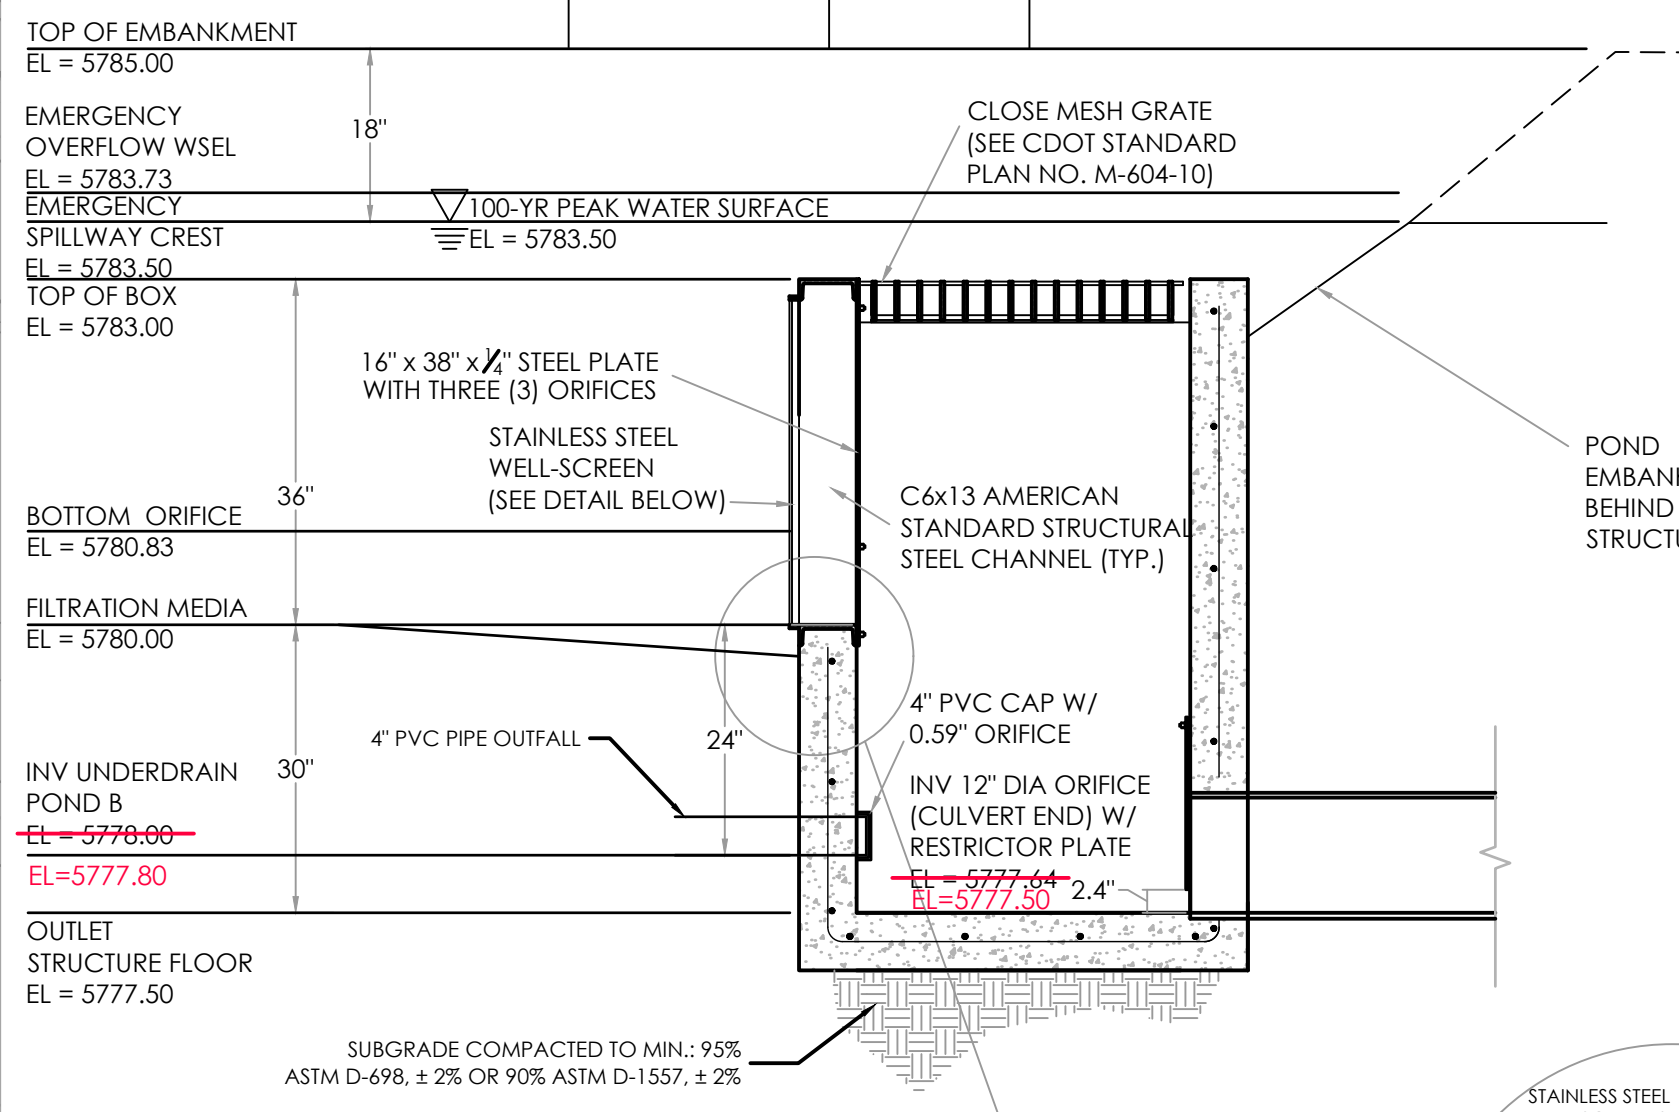 TOP OF EMBANKMENT
EL = 5785.00
EMERGENCY
OVERFLOW WSEL
EL = 5783.73
EMERGENCY
SPILLWAY CREST
EL = 5783.50
TOP OF BOX
EL = 5783.00
18"
100-YR PEAK WATER SURFACE
EL = 5783.50
CLOSE MESH GRATE
(SEE CDOT STANDARD
PLAN NO. M-604-10)
16" x 38" x 1/4" STEEL PLATE
WITH THREE (3) ORIFICES
STAINLESS STEEL
WELL-SCREEN
(SEE DETAIL BELOW)
36"
C6x13 AMERICAN
STANDARD STRUCTURAL
STEEL CHANNEL (TYP.)
POND
EMBANK
BEHIND
STRUCTU
BOTTOM ORIFICE
EL = 5780.83
FILTRATION MEDIA
EL = 5780.00
4" PVC PIPE OUTFALL
24"
30"
4" PVC CAP W/
0.59" ORIFICE
INV UNDERDRAIN
POND B
EL = 5778.00
EL=5777.80
INV 12" DIA ORIFICE
(CULVERT END) W/
RESTRICTOR PLATE
EL = 5777.64
EL=5777.50
2.4"
OUTLET
STRUCTURE FLOOR
EL = 5777.50
SUBGRADE COMPACTED TO MIN.: 95%
ASTM D-698, ± 2% OR 90% ASTM D-1557, ± 2%
STAINLESS STEEL